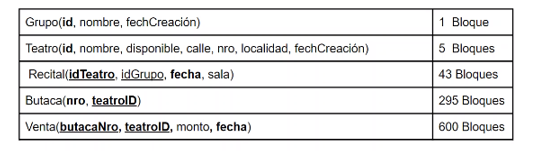 Grupo(id, nombre, fechCreación) 1 Bloque
Teatro(id, nombre, disponible, calle, nro, localidad, fechCreación) 5 Bloques
Recital(idTeatro, idGrupo, fecha, sala) 43 Bloques
Butaca(nro, teatroID) 295 Bloques
Venta(butacaNro, teatroID, monto, fecha) 600 Bloques